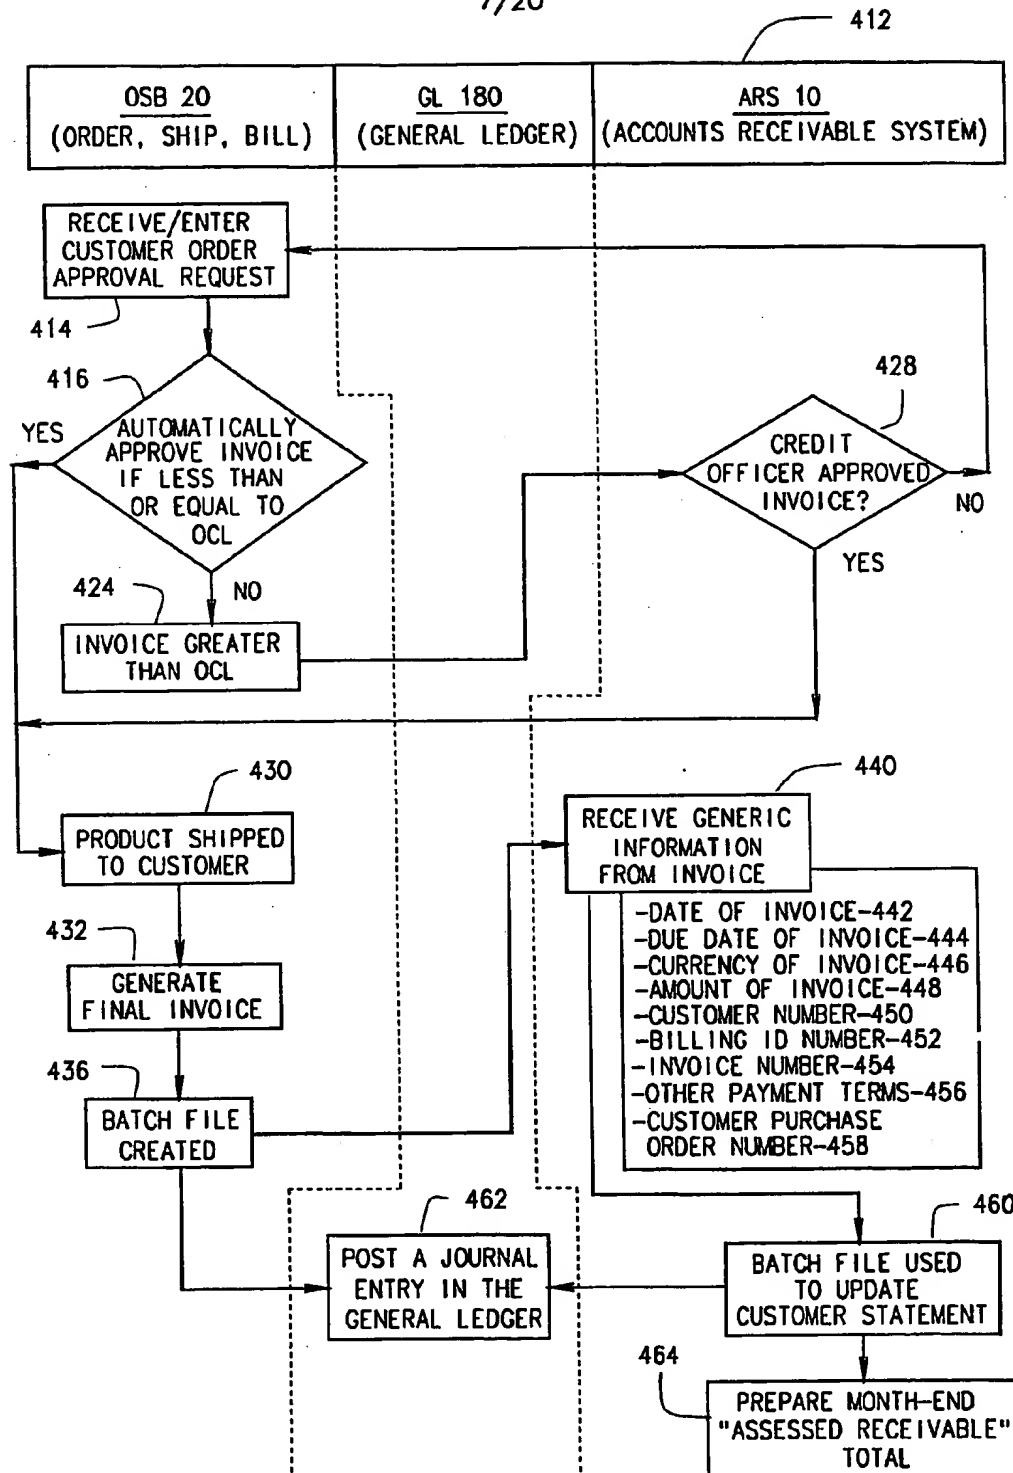 7/20
412
OSB 20
(ORDER, SHIP, BILL)
GL 180
(GENERAL LEDGER)
ARS 10
(ACCOUNTS RECEIVABLE SYSTEM)
RECEIVE/ENTER
CUSTOMER ORDER
APPROVAL REQUEST
414
416
YES
AUTOMATICALLY
APPROVE INVOICE
IF LESS THAN
OR EQUAL TO
OCL
428
CREDIT
OFFICER APPROVED
INVOICE?
NO
YES
424
NO
INVOICE GREATER
THAN OCL
430
PRODUCT SHIPPED
TO CUSTOMER
440
RECEIVE GENERIC
INFORMATION
FROM INVOICE
-DATE OF INVOICE-442
-DUE DATE OF INVOICE-444
-CURRENCY OF INVOICE-446
-AMOUNT OF INVOICE-448
-CUSTOMER NUMBER-450
-BILLING ID NUMBER-452
-INVOICE NUMBER-454
-OTHER PAYMENT TERMS-456
-CUSTOMER PURCHASE
ORDER NUMBER-458
432
GENERATE
FINAL INVOICE
436
BATCH FILE
CREATED
462
POST A JOURNAL
ENTRY IN THE
GENERAL LEDGER
460
BATCH FILE USED
TO UPDATE
CUSTOMER STATEMENT
464
PREPARE MONTH-END
"ASSESSED RECEIVABLE"
TOTAL